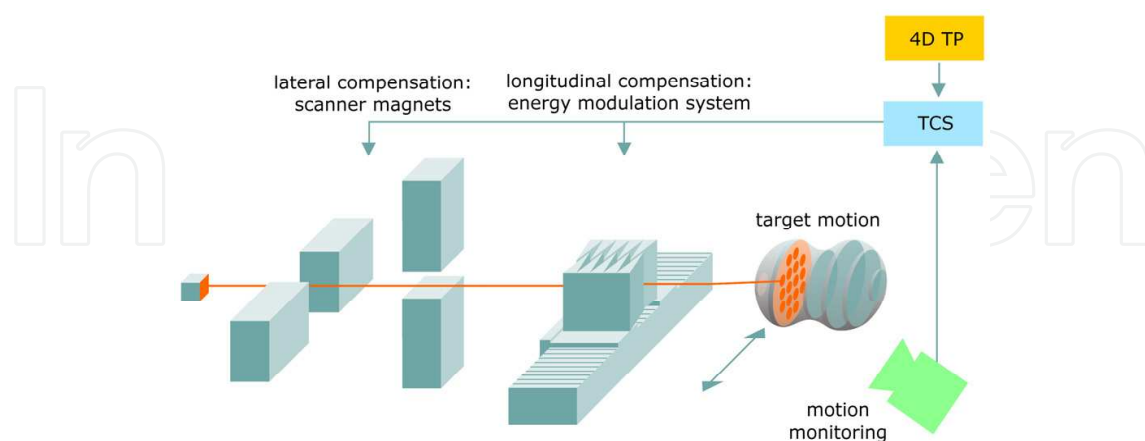 4D TP
lateral compensation:
scanner magnets
longitudinal compensation:
energy modulation system
TCS
target motion
motion
monitoring